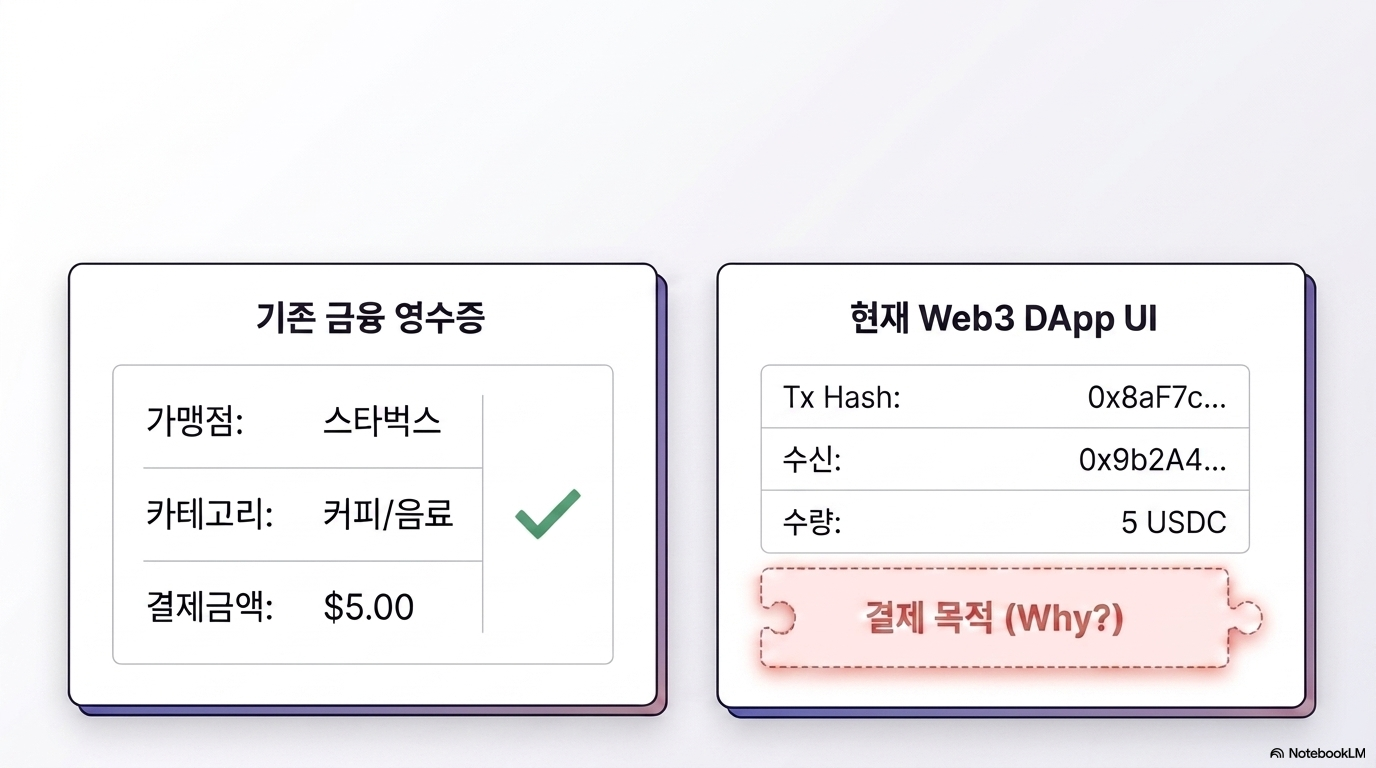 기존 금융 영수증
가맹점: 스타벅스
카테고리: 커피/음료
결제금액: $5.00
현재 Web3 DApp UI
Tx Hash: 0x8aF7c...
수신: 0x9b2A4...
수량: 5 USDC
결제 목적 (Why?)
NotebookLM